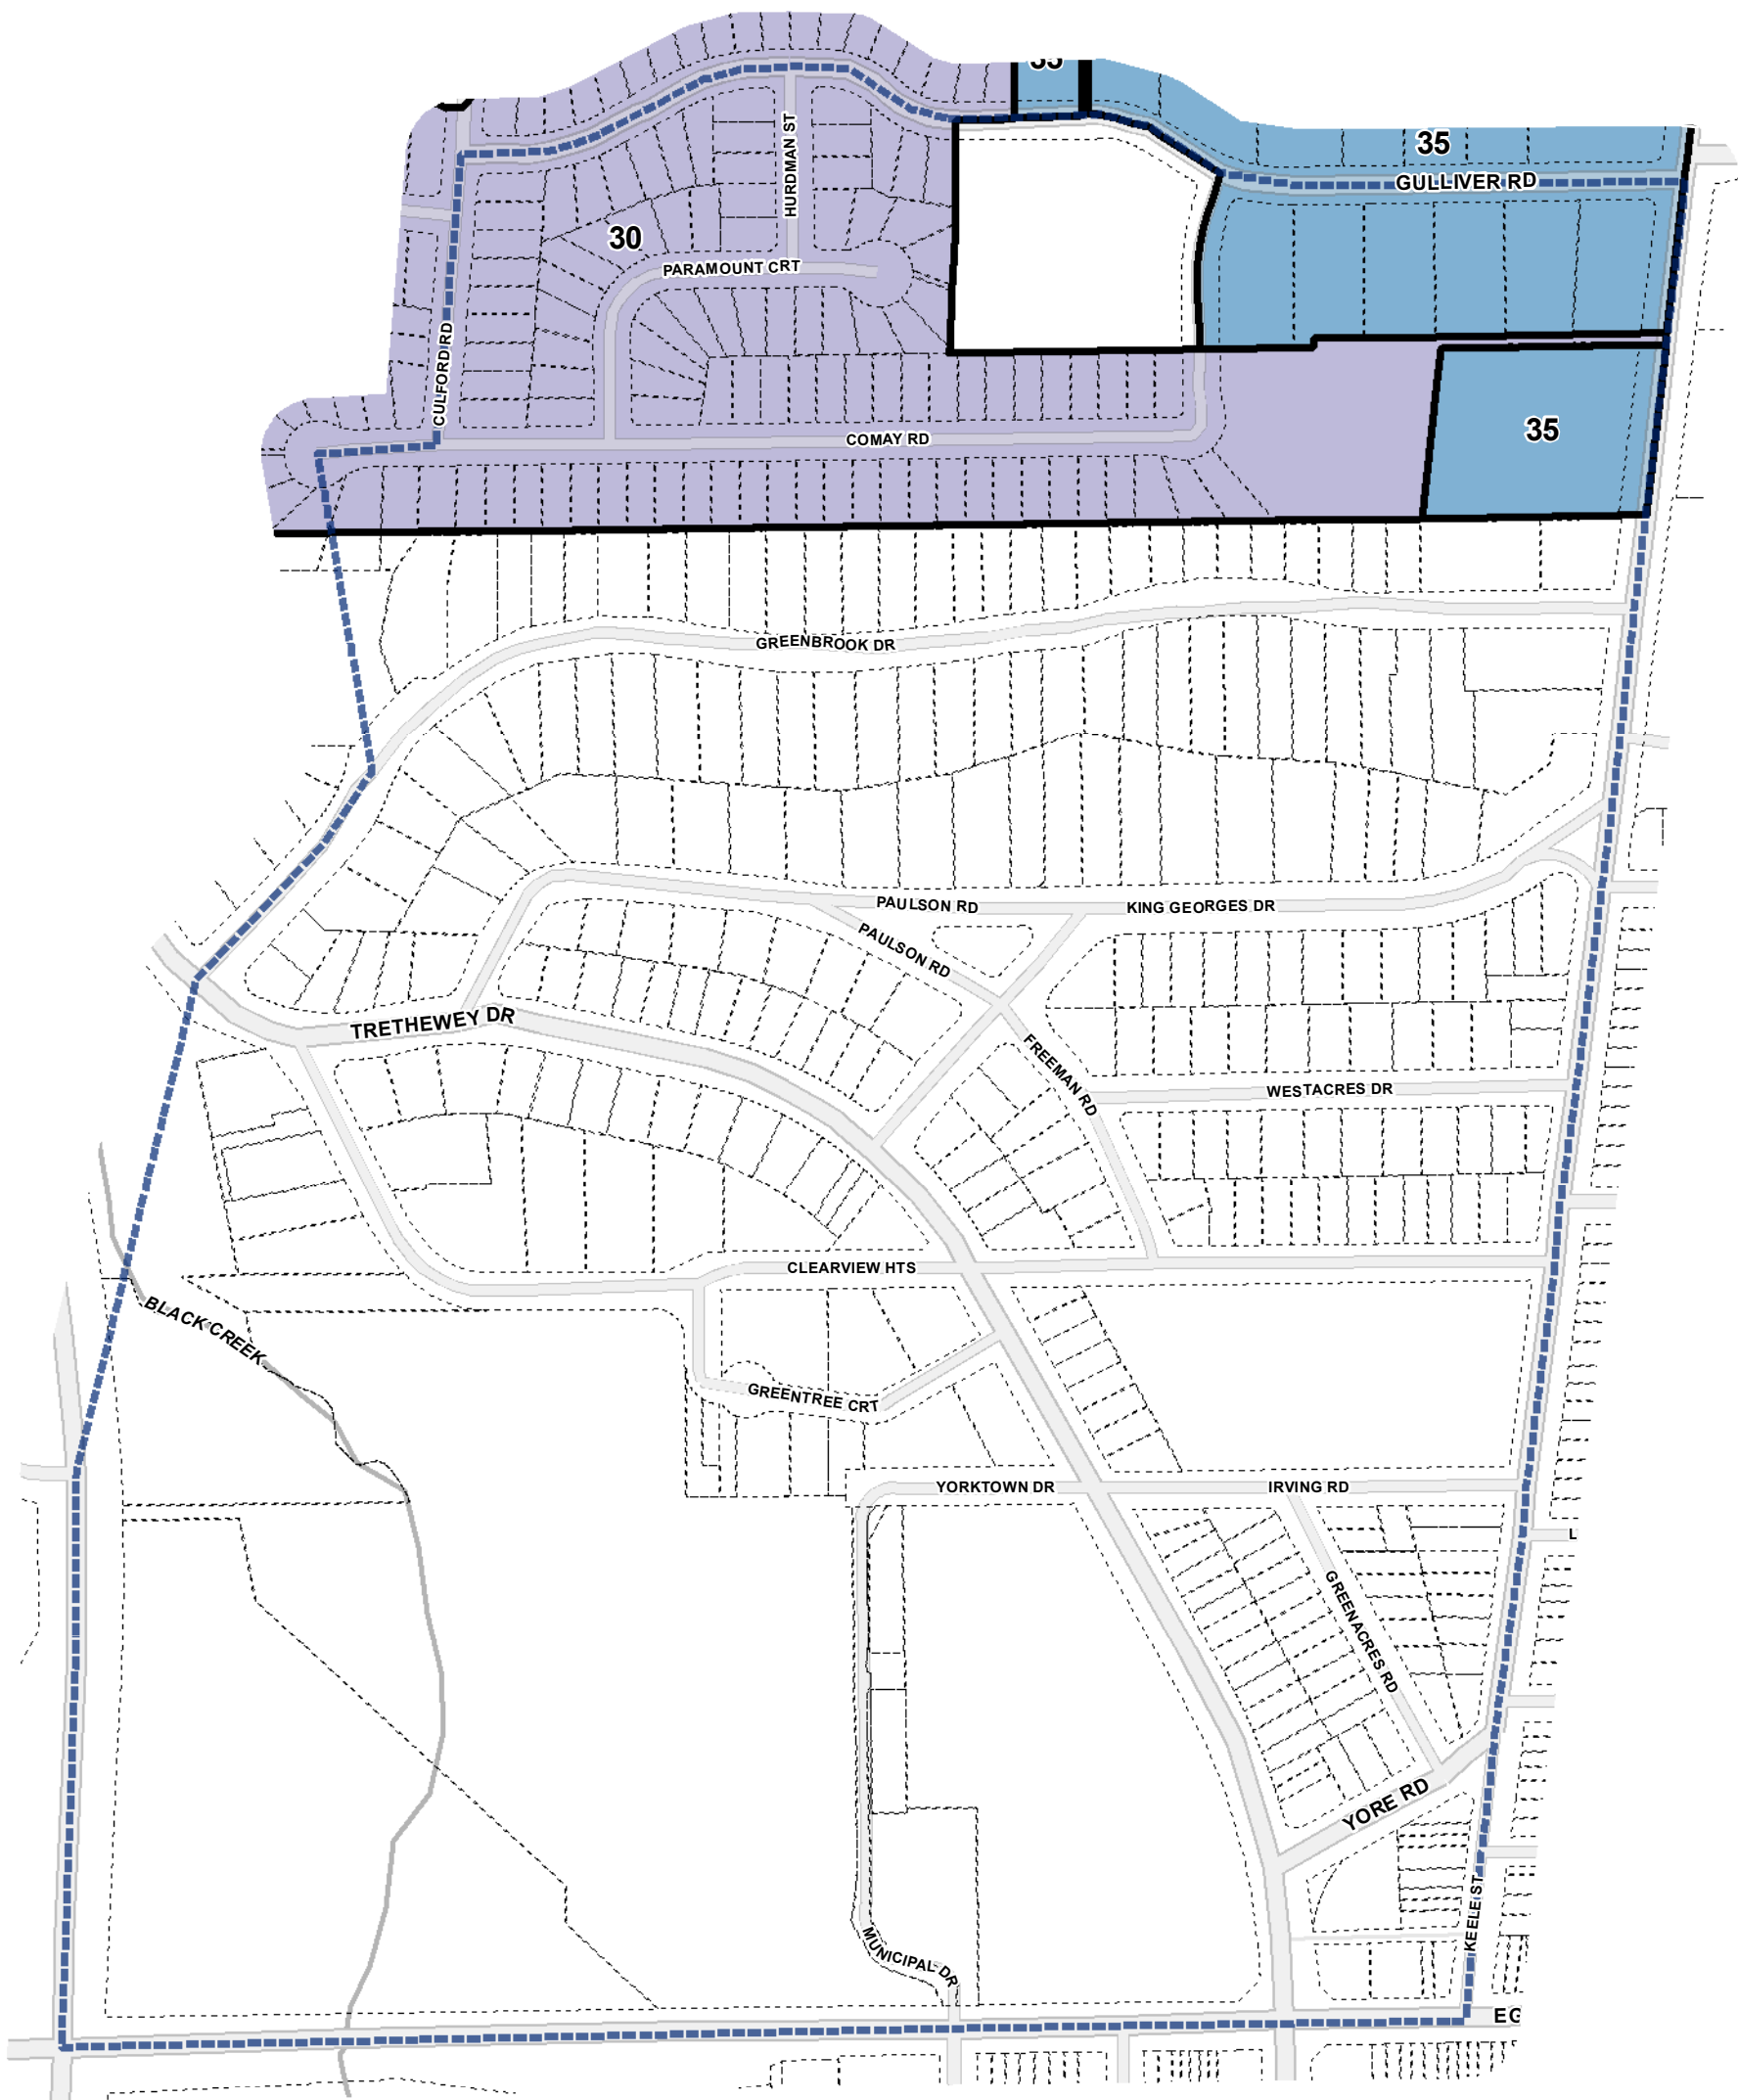 35
HURDMAN ST
35
GULLIVER RD
30
PARAMOUNT CRT
CULFORD RD
COMAY RD
35
GREENBROOK DR
PAULSON RD
KING GEORGES DR
PAULSON RD
TRETHEWEY DR
FREEMAN RD
WESTACRES DR
CLEARVIEW HTS
BLACK CREEK
GREENTREE CRT
YORKTOWN DR
IRVING RD
L
GREENACRES RD
YORE RD
KEELE ST
MUNICIPAL DR
EG